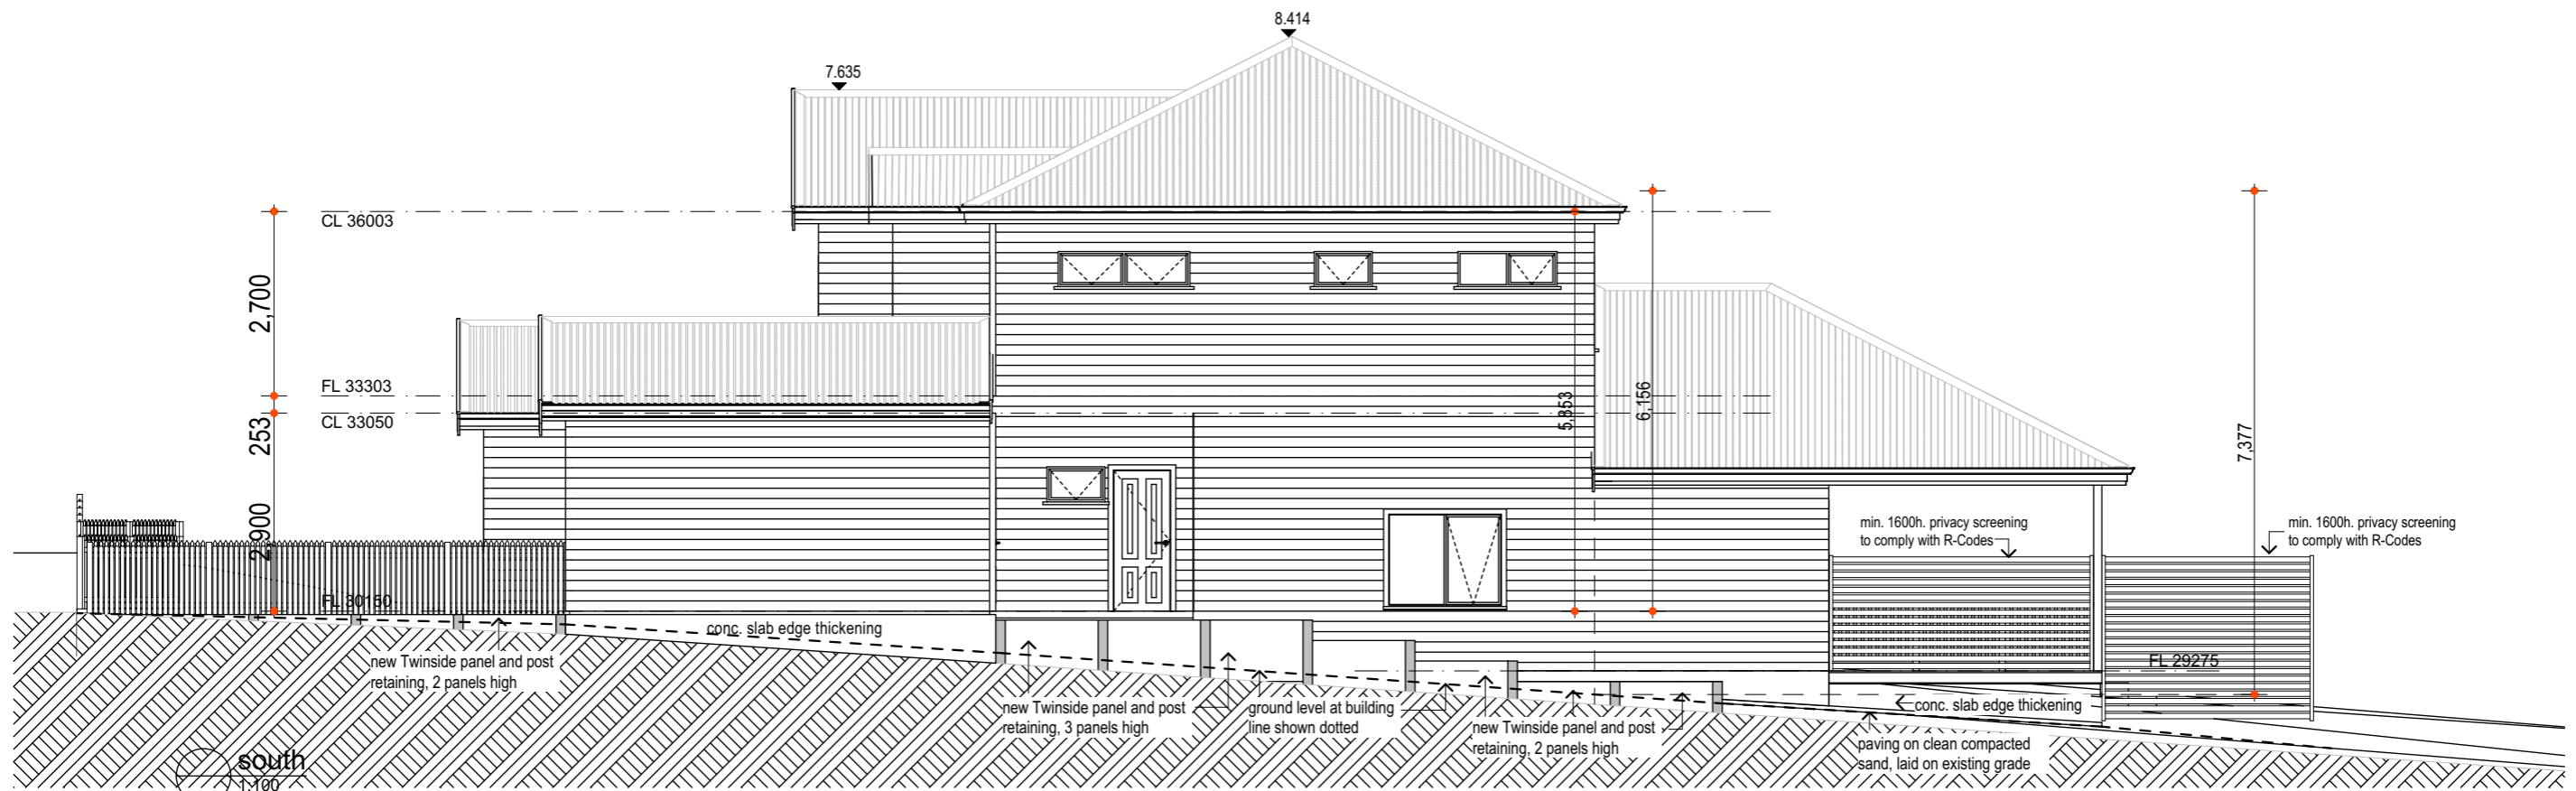 8.414
7.635
CL 36003
2,700
FL 33303
253
CL 33050
2,900
FL 30150
5,853
6,156
7,377
min. 1600h. privacy screening
to comply with R-Codes
min. 1600h. privacy screening
to comply with R-Codes
conc. slab edge thickening
FL 29275
new Twinside panel and post
retaining, 2 panels high
new Twinside panel and post
retaining, 3 panels high
ground level at building
line shown dotted
new Twinside panel and post
retaining, 2 panels high
conc. slab edge thickening
paving on clean compacted
sand, laid on existing grade
south
1:100